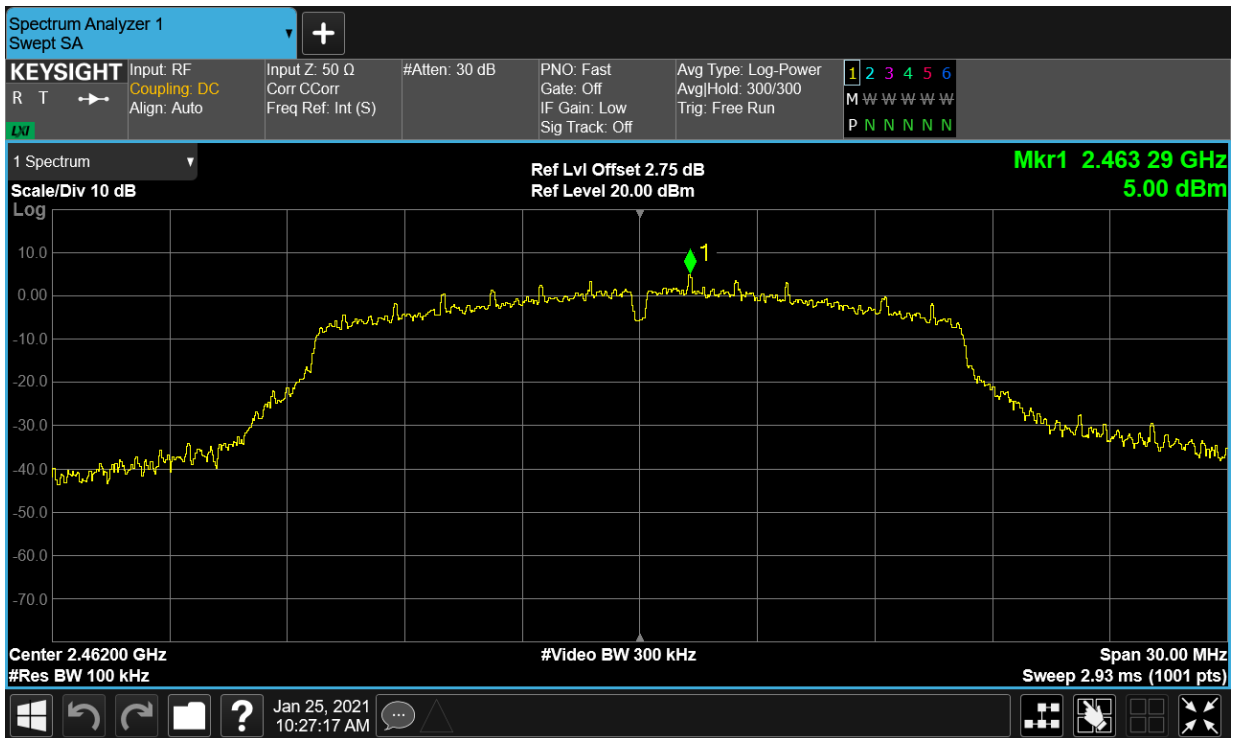 Spectrum Analyzer 1
Swept SA
+
KEYSIGHT
R T
LXI
Input: RF
Coupling: DC
Align: Auto
Input Z: 50 Ω
Corr CCorr
Freq Ref: Int (S)
#Atten: 30 dB
PNO: Fast
Gate: Off
IF Gain: Low
Sig Track: Off
Avg Type: Log-Power
Avg|Hold: 300/300
Trig: Free Run
1 2 3 4 5 6
M W W W W W
P N N N N N
1 Spectrum
Scale/Div 10 dB
Log
Ref Lvl Offset 2.75 dB
Ref Level 20.00 dBm
Mkr1 2.463 29 GHz
5.00 dBm
1
10.0
0.00
-10.0
-20.0
-30.0
-40.0
-50.0
-60.0
-70.0
Center 2.46200 GHz
#Res BW 100 kHz
#Video BW 300 kHz
Span 30.00 MHz
Sweep 2.93 ms (1001 pts)
?
Jan 25, 2021
10:27:17 AM